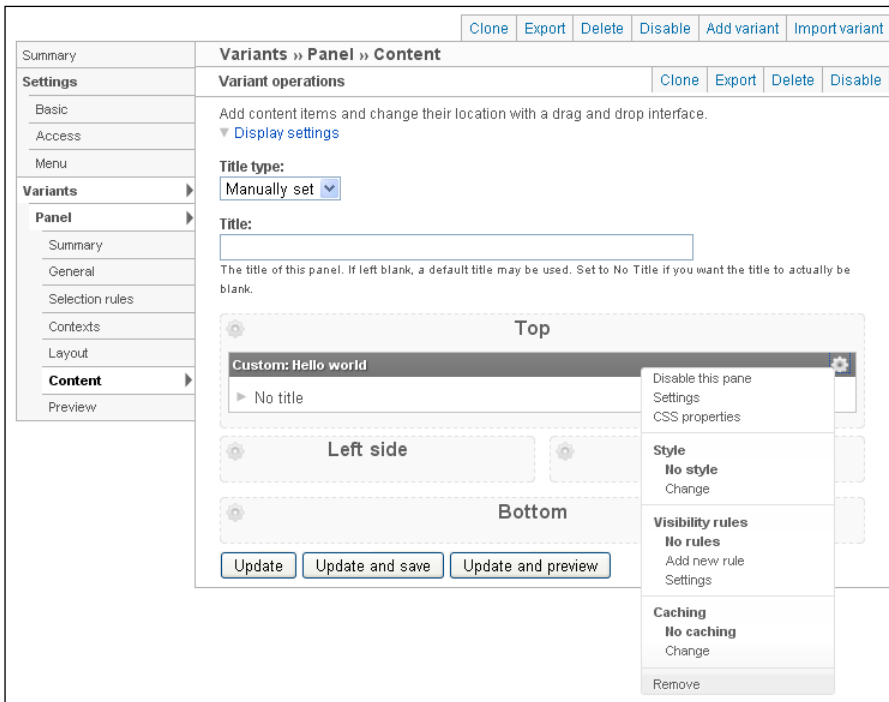 Clone Export Delete Disable Add variant Import variant
Summary
Variants » Panel » Content
Settings
Variant operations
Clone Export Delete Disable
Basic
Access
Menu
Variants
Panel
Summary
General
Selection rules
Contexts
Layout
Content
Preview
Add content items and change their location with a drag and drop interface.
Display settings
Title type:
Manually set
Title:
The title of this panel. If left blank, a default title may be used. Set to No Title if you want the title to actually be
blank.
Top
Custom: Hello world
No title
Left side
Bottom
Update Update and save Update and preview
Disable this pane
Settings
CSS properties
Style
No style
Change
Visibility rules
No rules
Add new rule
Settings
Caching
No caching
Change
Remove